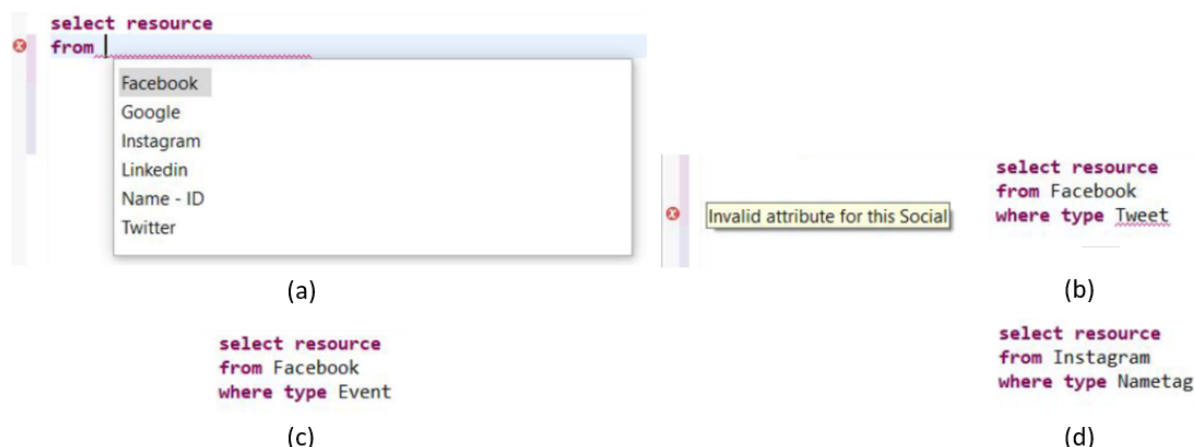 select resource
from
Facebook
Google
Instagram
Linkedin
Name - ID
Twitter
(a)
Invalid attribute for this Social
select resource
from Facebook
where type Tweet
(b)
select resource
from Facebook
where type Event
(c)
select resource
from Instagram
where type Nametag
(d)